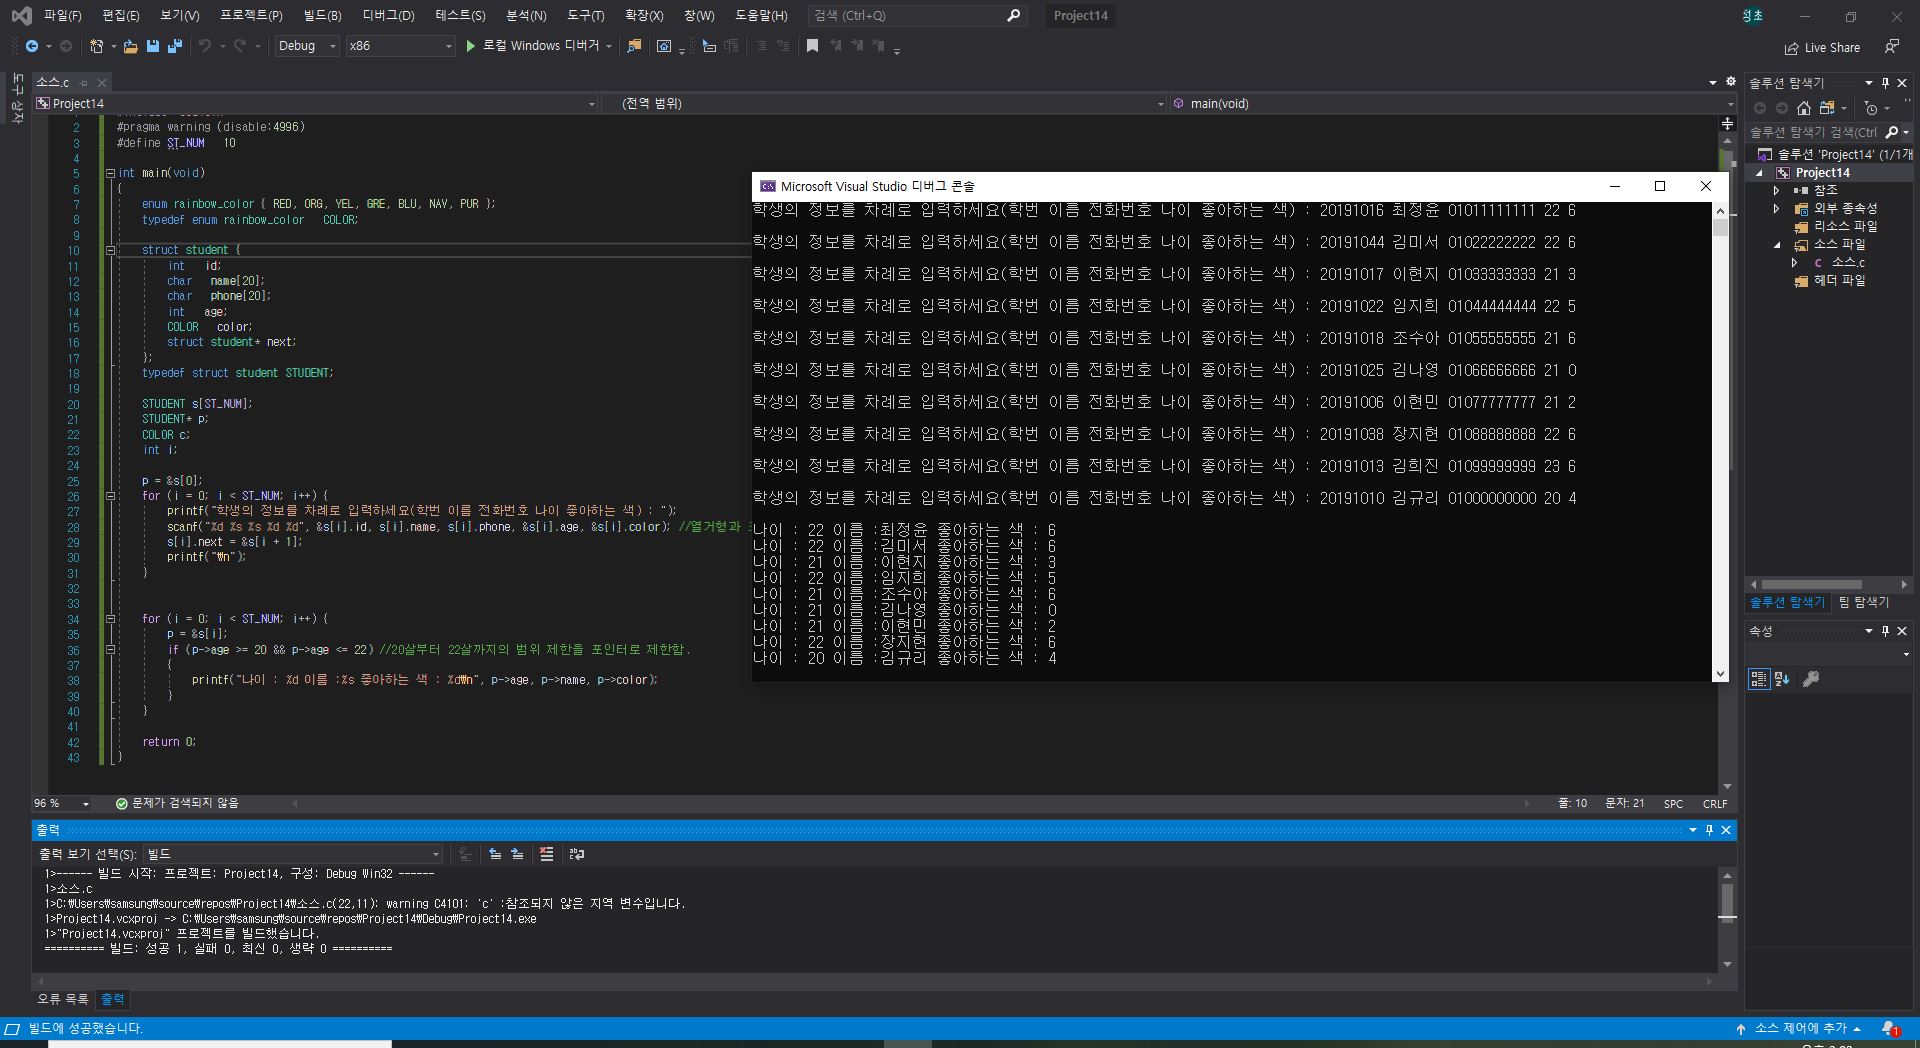 파일(F) 편집(E) 보기(V) 프로젝트(P) 빌드(B) 디버그(D) 테스트(S) 분석(N) 도구(T) 확장(X) 창(W) 도움말(H) 검색 (Ctrl+Q) Project14
Debug x86 로컬 Windows 디버거 Live Share
도구 상자
소스.c
Project14 (전역 범위) main(void)
2 #pragma warning (disable:4996)
3 #define ST_NUM 10
4
5 int main(void)
6 {
7 enum rainbow_color { RED, ORG, YEL, GRE, BLU, NAV, PUR };
8 typedef enum rainbow_color COLOR;
9
10 struct student {
11 int id;
12 char name[20];
13 char phone[20];
14 int age;
15 COLOR color;
16 struct student* next;
17 };
18 typedef struct student STUDENT;
19
20 STUDENT s[ST_NUM];
21 STUDENT* p;
22 COLOR c;
23 int i;
24
25 p = &s[0];
26 for (i = 0; i < ST_NUM; i++) {
27 printf("학생의 정보를 차례로 입력하세요(학번 이름 전화번호 나이 좋아하는 색) : ");
28 scanf("%d %s %s %d %d", &s[i].id, s[i].name, s[i].phone, &s[i].age, &s[i].color); //열거형과
29 s[i].next = &s[i + 1];
30 printf("₩n");
31 }
32
33
34 for (i = 0; i < ST_NUM; i++) {
35 p = &s[i];
36 if (p->age >= 20 && p->age <= 22) //20살부터 22살까지의 범위 제한을 포인터로 제한함.
37 {
38 printf("나이 : %d 이름 :%s 좋아하는 색 : %d₩n", p->age, p->name, p->color);
39 }
40 }
41
42 return 0;
43 }
96 % 문제가 검색되지 않음 줄: 10 문자: 21 SPC CRLF
Microsoft Visual Studio 디버그 콘솔
학생의 정보를 차례로 입력하세요(학번 이름 전화번호 나이 좋아하는 색) : 20191016 최정윤 01011111111 22 6
학생의 정보를 차례로 입력하세요(학번 이름 전화번호 나이 좋아하는 색) : 20191044 김미서 01022222222 22 6
학생의 정보를 차례로 입력하세요(학번 이름 전화번호 나이 좋아하는 색) : 20191017 이현지 01033333333 21 3
학생의 정보를 차례로 입력하세요(학번 이름 전화번호 나이 좋아하는 색) : 20191022 임지희 01044444444 22 5
학생의 정보를 차례로 입력하세요(학번 이름 전화번호 나이 좋아하는 색) : 20191018 조수아 01055555555 21 6
학생의 정보를 차례로 입력하세요(학번 이름 전화번호 나이 좋아하는 색) : 20191025 김나영 01066666666 21 0
학생의 정보를 차례로 입력하세요(학번 이름 전화번호 나이 좋아하는 색) : 20191006 이현민 01077777777 21 2
학생의 정보를 차례로 입력하세요(학번 이름 전화번호 나이 좋아하는 색) : 20191038 장지현 01088888888 22 6
학생의 정보를 차례로 입력하세요(학번 이름 전화번호 나이 좋아하는 색) : 20191013 김희진 01099999999 23 6
학생의 정보를 차례로 입력하세요(학번 이름 전화번호 나이 좋아하는 색) : 20191010 김규리 01000000000 20 4
나이 : 22 이름 :최정윤 좋아하는 색 : 6
나이 : 22 이름 :김미서 좋아하는 색 : 6
나이 : 21 이름 :이현지 좋아하는 색 : 3
나이 : 22 이름 :임지희 좋아하는 색 : 5
나이 : 21 이름 :조수아 좋아하는 색 : 6
나이 : 21 이름 :김나영 좋아하는 색 : 0
나이 : 21 이름 :이현민 좋아하는 색 : 2
나이 : 22 이름 :장지현 좋아하는 색 : 6
나이 : 20 이름 :김규리 좋아하는 색 : 4
솔루션 탐색기
솔루션 탐색기 검색(Ctrl
솔루션 'Project14' (1/1개
Project14
참조
외부 종속성
리소스 파일
소스 파일
소스.c
헤더 파일
솔루션 탐색기 팀 탐색기
속성
출력
출력 보기 선택(S): 빌드
1>------ 빌드 시작: 프로젝트: Project14, 구성: Debug Win32 ------
1>소스.c
1>C:₩Users₩samsung₩source₩repos₩Project14₩소스.c(22,11): warning C4101: 'c' :참조되지 않은 지역 변수입니다.
1>Project14.vcxproj -> C:₩Users₩samsung₩source₩repos₩Project14₩Debug₩Project14.exe
1>"Project14.vcxproj" 프로젝트를 빌드했습니다.
========== 빌드: 성공 1, 실패 0, 최신 0, 생략 0 ==========
오류 목록 출력
빌드에 성공했습니다. 소스 제어에 추가 1